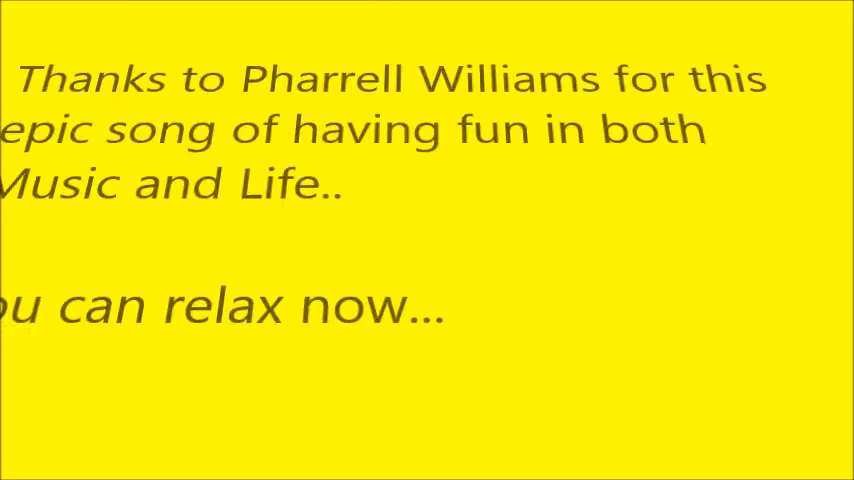 Thanks to Pharrell Williams for this
epic song of having fun in both
Music and Life..
ou can relax now...